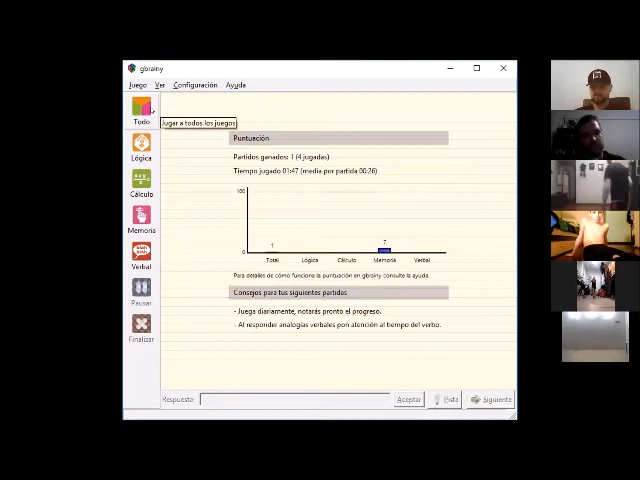 gbrainy
Juego Ver Configuración Ayuda
Todo
Jugar a todos los juegos
Lógica
Cálculo
Memoria
Verbal
Pausar
Finalizar
Puntuación
Partidos ganados: 1 (4 jugadas)
Tiempo jugado 01:47 (media por partida 00:26)
100
0
1
7
Total Lógica Cálculo Memoria Verbal
Para detalles de cómo funciona la puntuación en gbrainy consulte la ayuda.
Consejos para tus siguientes partidas
- Juega diariamente, notarás pronto el progreso.
- Al responder analogías verbales pon atención al tiempo del verbo.
Respuesta: Aceptar Pista Siguiente